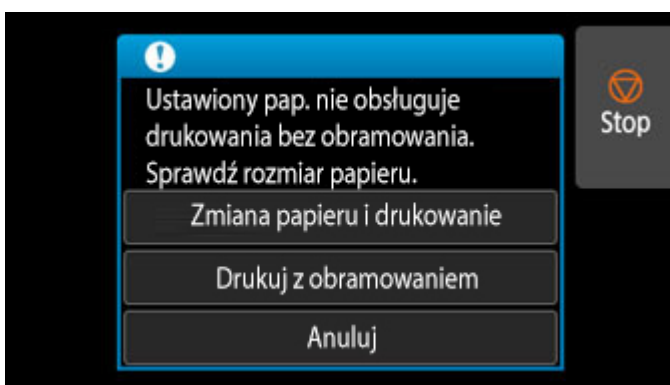 Ustawiony pap. nie obsługuje
drukowania bez obramowania.
Sprawdź rozmiar papieru.
Zmiana papieru i drukowanie
Drukuj z obramowaniem
Anuluj
Stop